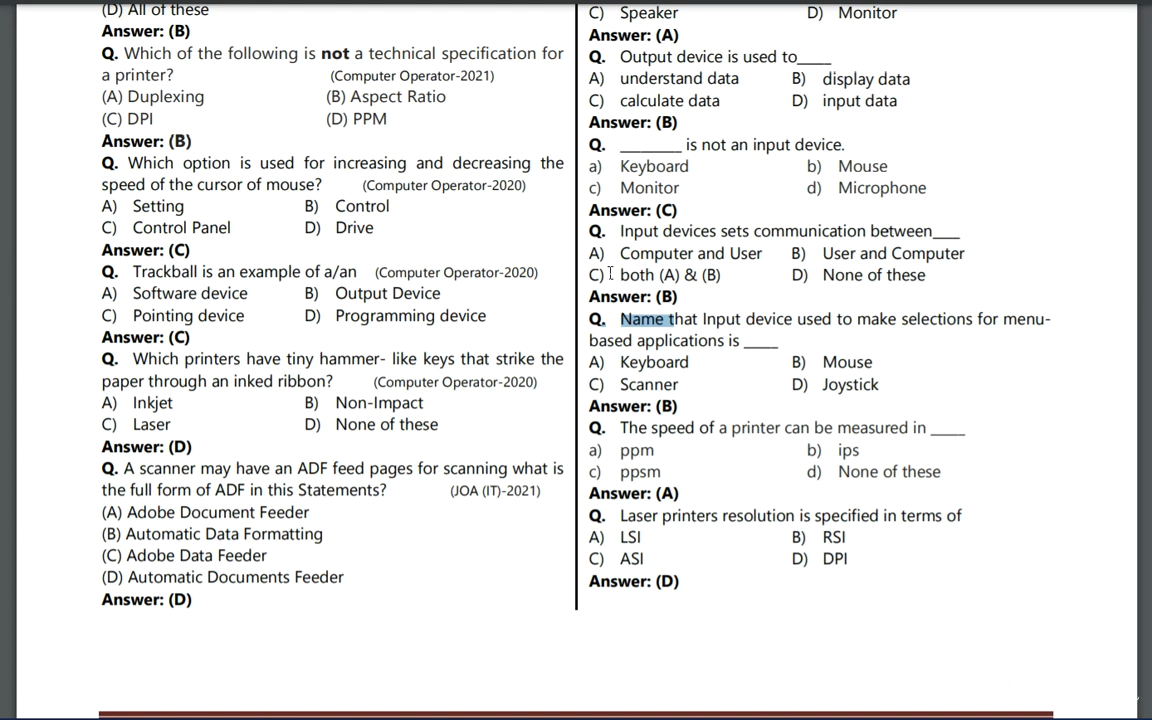 (D) All of these
Answer: (B)
Q. Which of the following is not a technical specification for
a printer? (Computer Operator-2021)
(A) Duplexing (B) Aspect Ratio
(C) DPI (D) PPM
Answer: (B)
Q. Which option is used for increasing and decreasing the
speed of the cursor of mouse? (Computer Operator-2020)
A) Setting B) Control
C) Control Panel D) Drive
Answer: (C)
Q. Trackball is an example of a/an (Computer Operator-2020)
A) Software device B) Output Device
C) Pointing device D) Programming device
Answer: (C)
Q. Which printers have tiny hammer- like keys that strike the
paper through an inked ribbon? (Computer Operator-2020)
A) Inkjet B) Non-Impact
C) Laser D) None of these
Answer: (D)
Q. A scanner may have an ADF feed pages for scanning what is
the full form of ADF in this Statements? (JOA (IT)-2021)
(A) Adobe Document Feeder
(B) Automatic Data Formatting
(C) Adobe Data Feeder
(D) Automatic Documents Feeder
Answer: (D)
C) Speaker D) Monitor
Answer: (A)
Q. Output device is used to____
A) understand data B) display data
C) calculate data D) input data
Answer: (B)
Q. _______ is not an input device.
a) Keyboard b) Mouse
c) Monitor d) Microphone
Answer: (C)
Q. Input devices sets communication between___
A) Computer and User B) User and Computer
C) both (A) & (B) D) None of these
Answer: (B)
Q. Name that Input device used to make selections for menu-
based applications is ____
A) Keyboard B) Mouse
C) Scanner D) Joystick
Answer: (B)
Q. The speed of a printer can be measured in ____
a) ppm b) ips
c) ppsm d) None of these
Answer: (A)
Q. Laser printers resolution is specified in terms of
A) LSI B) RSI
C) ASI D) DPI
Answer: (D)